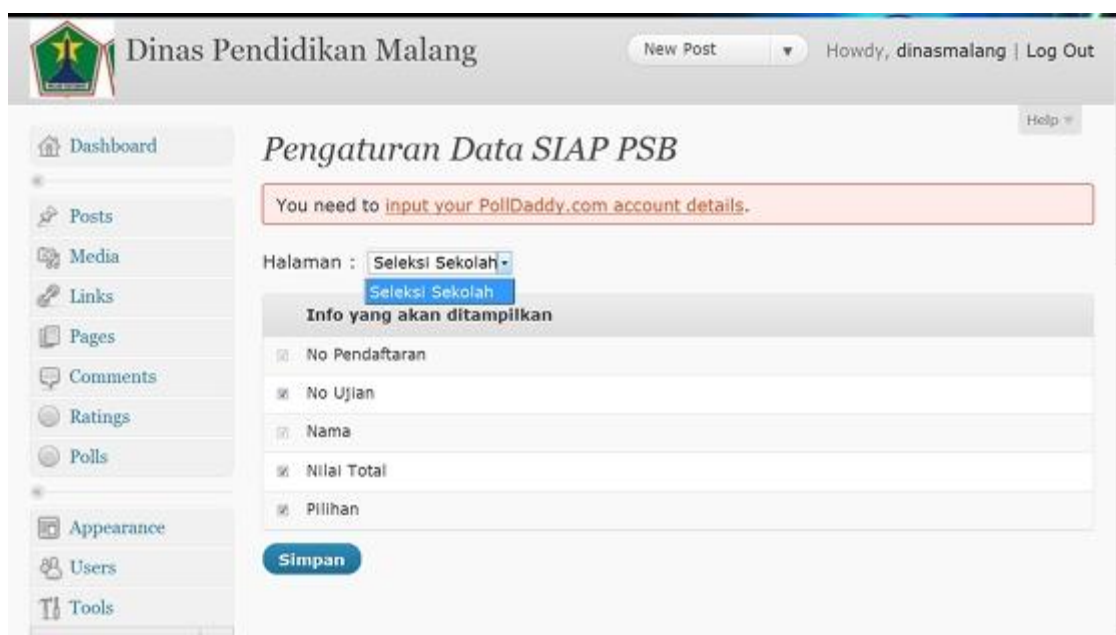 Dinas Pendidikan Malang
New Post
Howdy, dinasmalang | Log Out
Help
Dashboard
Posts
Media
Links
Pages
Comments
Ratings
Polls
Appearance
Users
Tools
Pengaturan Data SIAP PSB
You need to input your PollDaddy.com account details.
Halaman : Seleksi Sekolah
Seleksi Sekolah
Info yang akan ditampilkan
No Pendaftaran
No Ujian
Nama
Nilai Total
Pilihan
Simpan